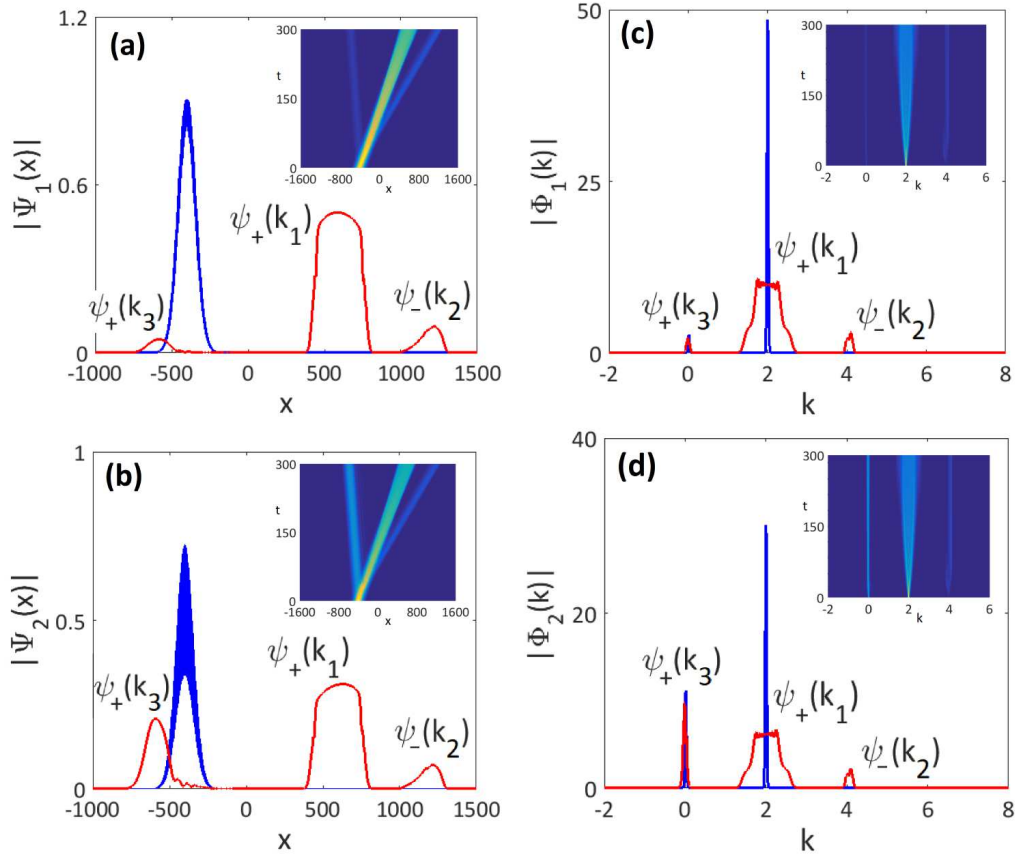 (a)
1.2
0.6
0
-1000
-500
0
500
1000
1500
x
|Ψ₁(x)|
ψ₊(k₃)
ψ₊(k₁)
ψ₋(k₂)
300
150
0
t
-1600
-800
0
800
1600
x
(c)
50
25
0
-2
0
2
4
6
8
k
|Φ₁(k)|
ψ₊(k₃)
ψ₊(k₁)
ψ₋(k₂)
300
150
0
t
-2
0
2
4
6
k
(b)
1
0.5
0
-1000
-500
0
500
1000
1500
x
|Ψ₂(x)|
ψ₊(k₃)
ψ₊(k₁)
ψ₋(k₂)
300
150
0
t
-1600
-800
0
800
1600
x
(d)
40
20
0
-2
0
2
4
6
8
k
|Φ₂(k)|
ψ₊(k₃)
ψ₊(k₁)
ψ₋(k₂)
300
150
0
t
-2
0
2
4
6
k